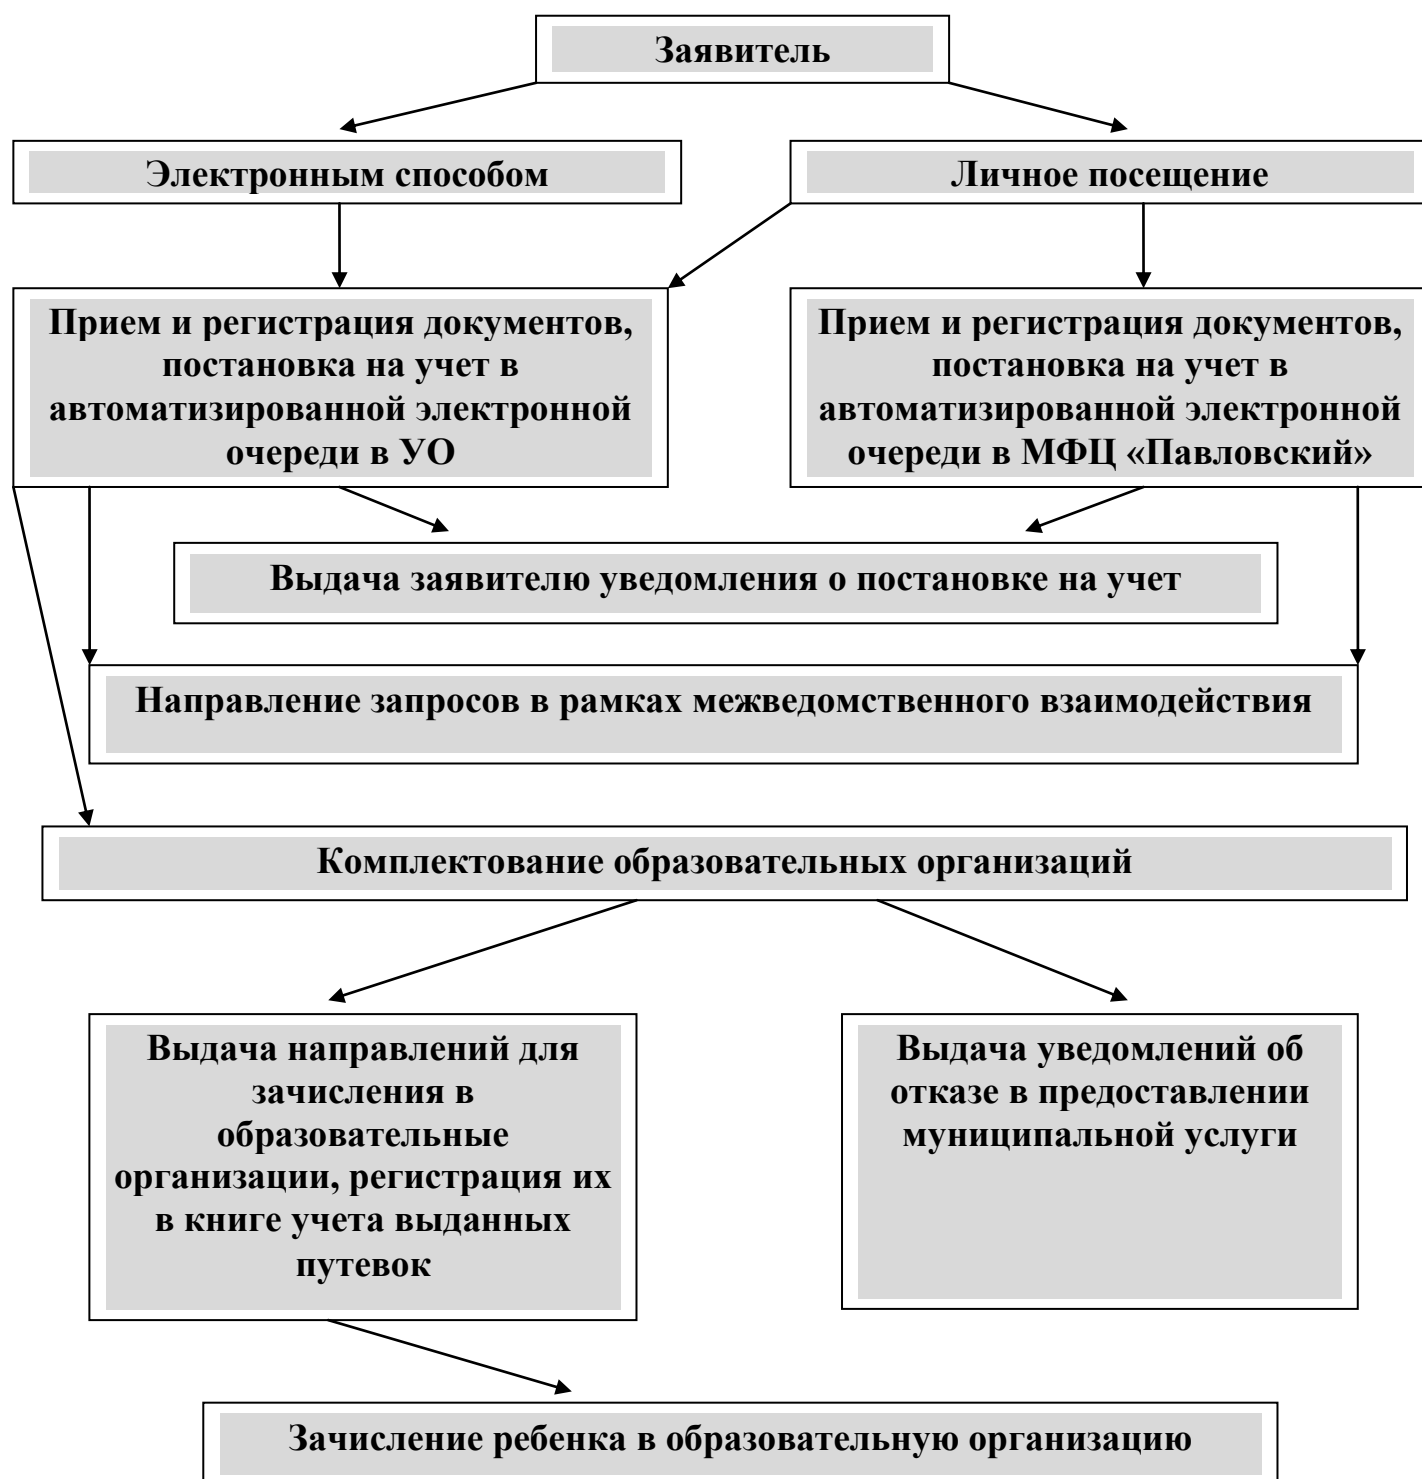 Заявитель
Электронным способом
Личное посещение
Прием и регистрация документов,
постановка на учет в
автоматизированной электронной
очереди в УО
Прием и регистрация документов,
постановка на учет в
автоматизированной электронной
очереди в МФЦ «Павловский»
Выдача заявителю уведомления о постановке на учет
Направление запросов в рамках межведомственного взаимодействия
Комплектование образовательных организаций
Выдача направлений для
зачисления в
образовательные
организации, регистрация их
в книге учета выданных
путевок
Выдача уведомлений об
отказе в предоставлении
муниципальной услуги
Зачисление ребенка в образовательную организацию